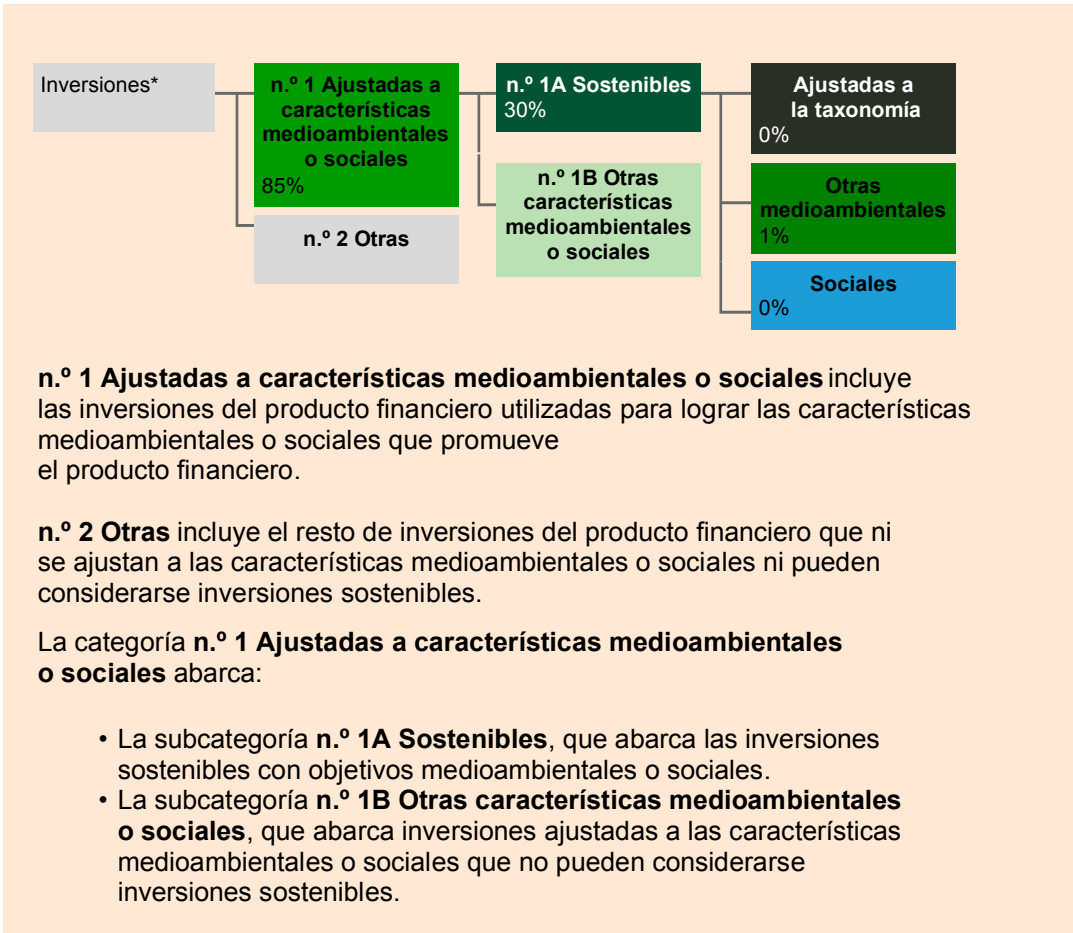 Inversiones*
n.º 1 Ajustadas a
características
medioambientales
o sociales
85%
n.º 2 Otras
n.º 1A Sostenibles
30%
n.º 1B Otras
características
medioambientales
o sociales
Ajustadas a
la taxonomía
0%
Otras
medioambientales
1%
Sociales
0%
n.º 1 Ajustadas a características medioambientales o sociales incluye
las inversiones del producto financiero utilizadas para lograr las características
medioambientales o sociales que promueve
el producto financiero.
n.º 2 Otras incluye el resto de inversiones del producto financiero que ni
se ajustan a las características medioambientales o sociales ni pueden
considerarse inversiones sostenibles.
La categoría n.º 1 Ajustadas a características medioambientales
o sociales abarca:
• La subcategoría n.º 1A Sostenibles, que abarca las inversiones
sostenibles con objetivos medioambientales o sociales.
• La subcategoría n.º 1B Otras características medioambientales
o sociales, que abarca inversiones ajustadas a las características
medioambientales o sociales que no pueden considerarse
inversiones sostenibles.